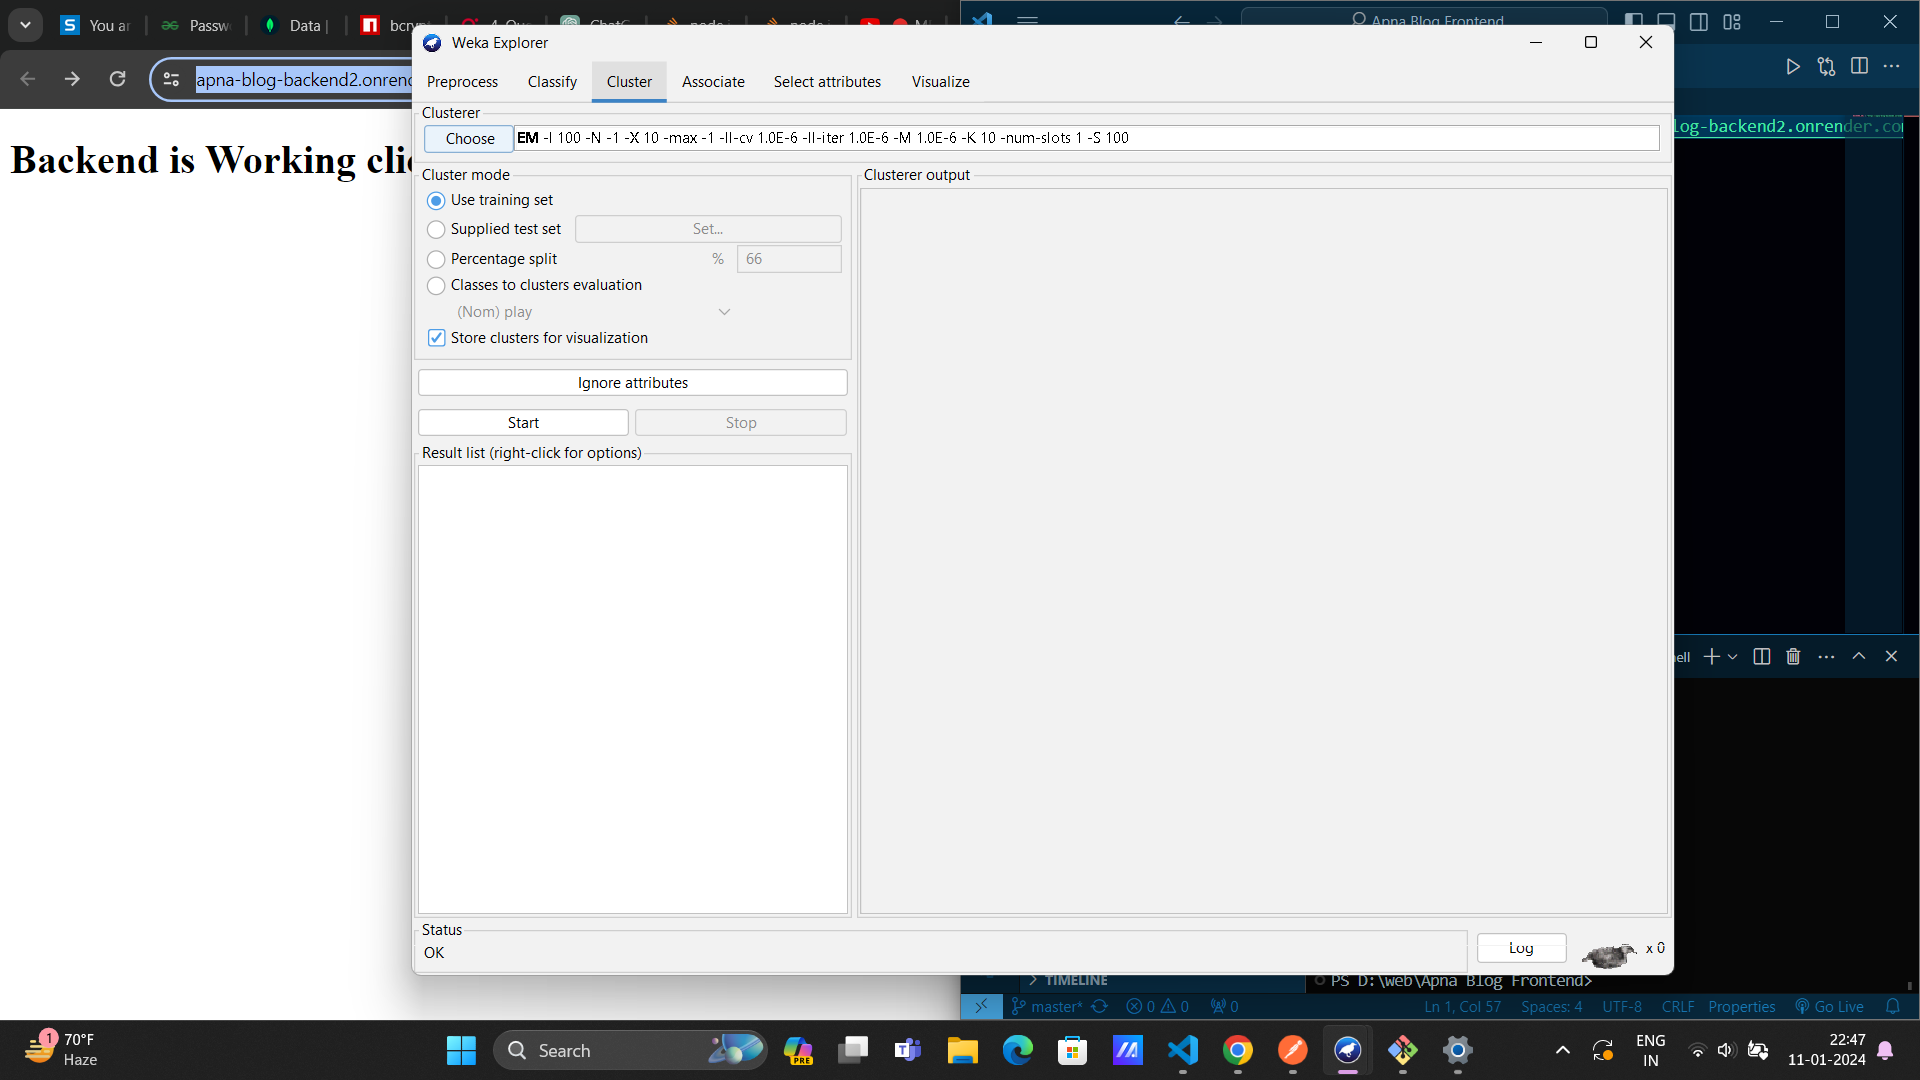 You ar
Passw
Data |
bcryp
Apna Blog Frontend
apna-blog-backend2.onrend
Backend is Working cli
Weka Explorer
Preprocess
Classify
Cluster
Associate
Select attributes
Visualize
Clusterer
Choose
EM -I 100 -N -1 -X 10 -max -1 -ll-cv 1.0E-6 -ll-iter 1.0E-6 -M 1.0E-6 -K 10 -num-slots 1 -S 100
Cluster mode
Use training set
Supplied test set
Set...
Percentage split
%
66
Classes to clusters evaluation
(Nom) play
Store clusters for visualization
Ignore attributes
Start
Stop
Result list (right-click for options)
Clusterer output
Status
OK
Log
x 0
log-backend2.onrender.co
ell
TIMELINE
PS D:\web\Apna Blog Frontend>
master*
0
0
0
Ln 1, Col 57
Spaces: 4
UTF-8
CRLF
Properties
Go Live
1
70°F
Haze
Search
PRE
ENG
IN
22:47
11-01-2024